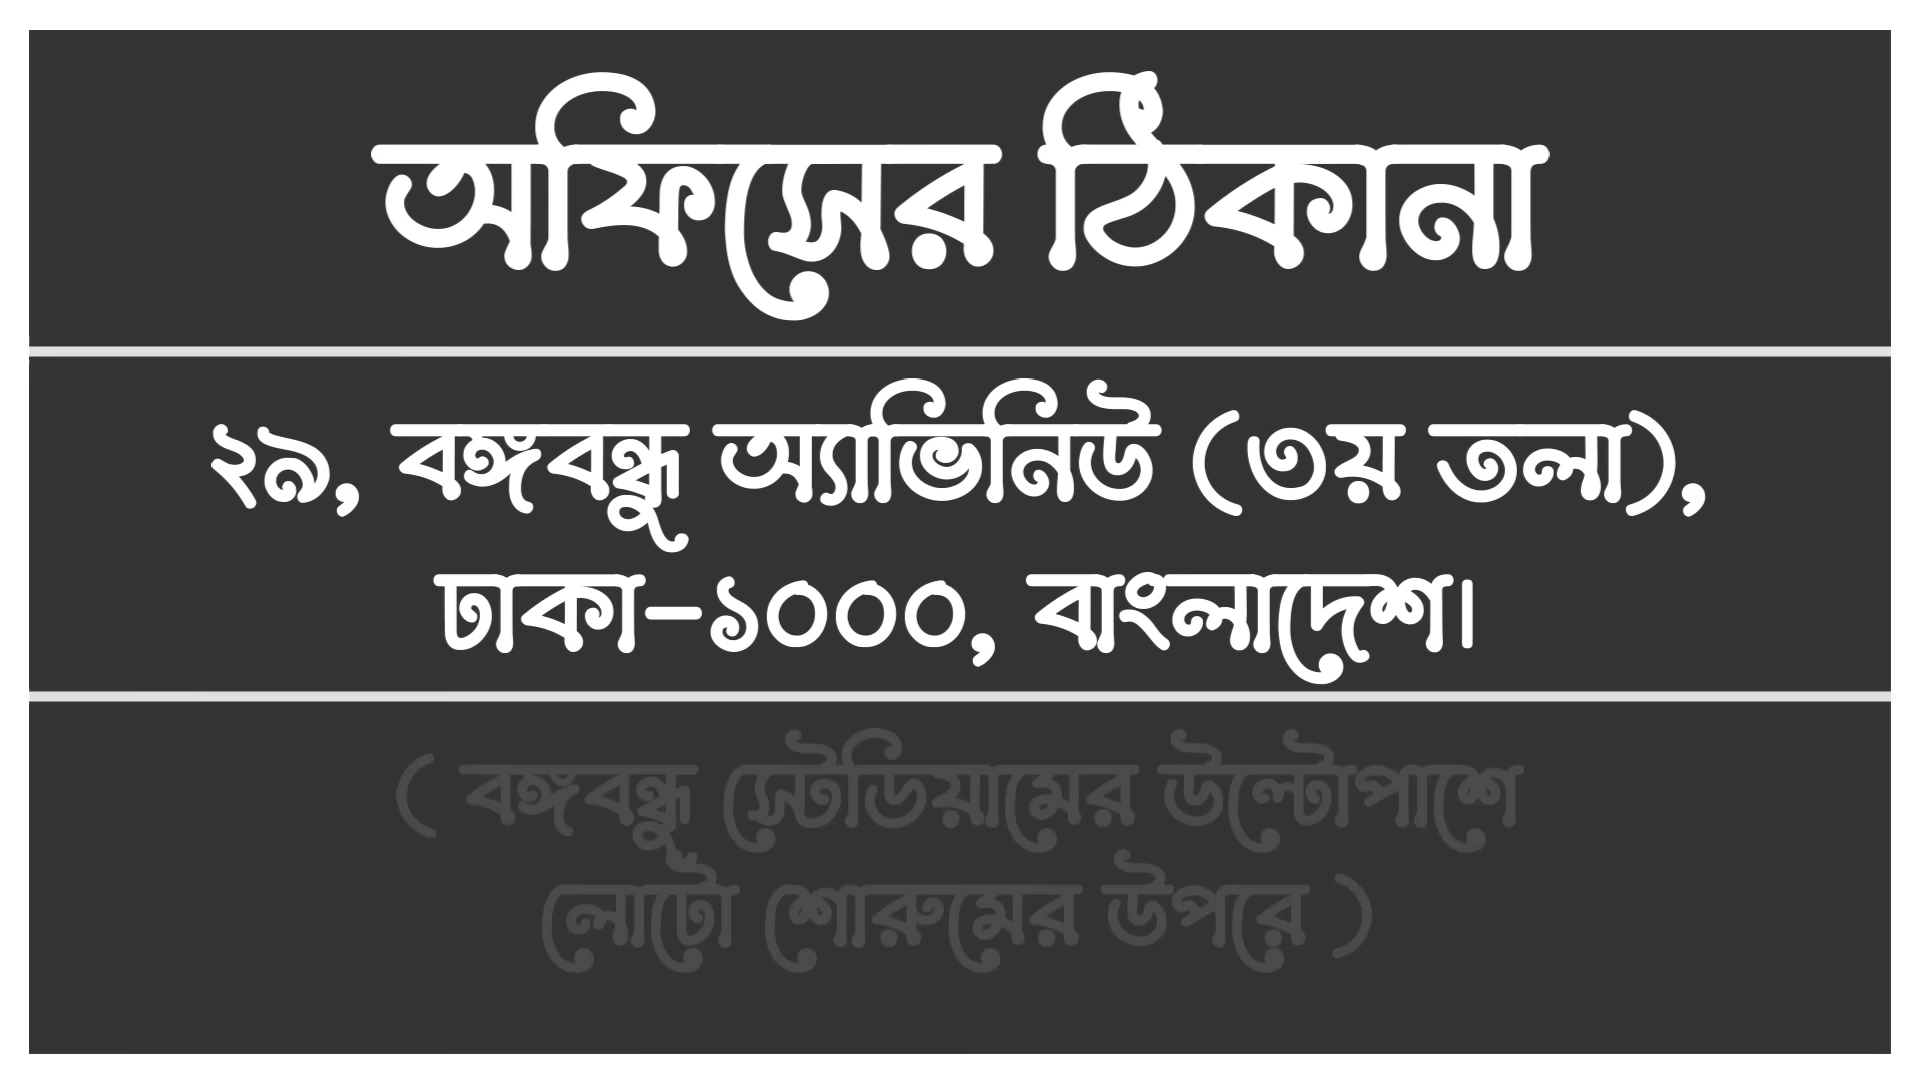 অফিসের ঠিকানা
২৯, বঙ্গবন্ধু অ্যাভিনিউ (৩য় তলা),
ঢাকা-১০০০, বাংলাদেশ।
( বঙ্গবন্ধু স্টেডিয়ামের উল্টোপাশে
লোটো শোরুমের উপরে )